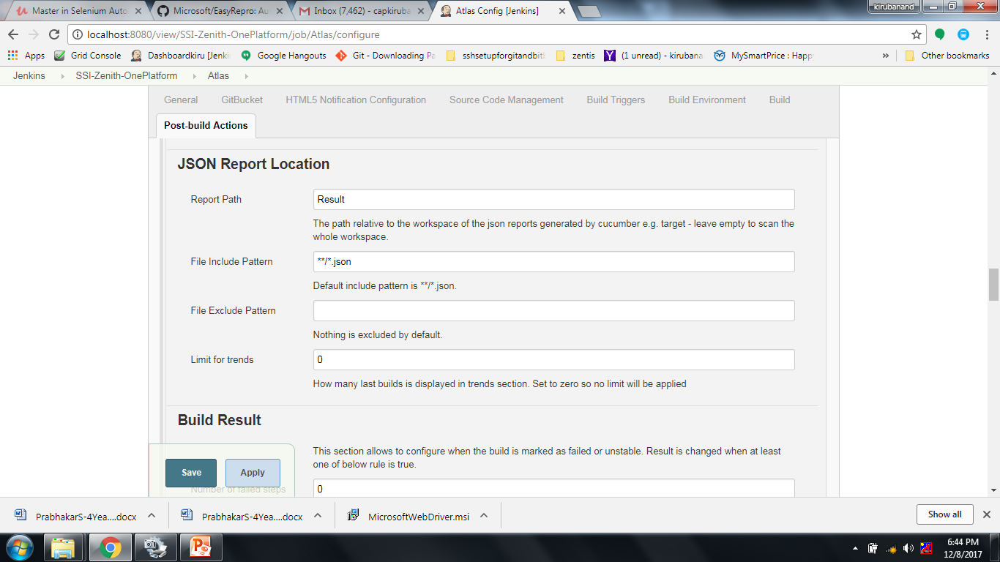 Master in Selenium Auto
Microsoft/EasyRepro: Au
Inbox (7,462) - capkiruba
Atlas Config [Jenkins]
kirubanand
localhost:8080/view/SSI-Zenith-OnePlatform/job/Atlas/configure
Apps
Grid Console
Dashboardkiru [Jenki
Google Hangouts
Git - Downloading Pa
sshsetupforgitandbitb
zentis
(1 unread) - kirubana
MySmartPrice : Happ
»
Other bookmarks
Jenkins
SSI-Zenith-OnePlatform
Atlas
General
GitBucket
HTML5 Notification Configuration
Source Code Management
Build Triggers
Build Environment
Build
Post-build Actions
JSON Report Location
Report Path
Result
The path relative to the workspace of the json reports generated by cucumber e.g. target - leave empty to scan the
whole workspace.
File Include Pattern
**/*.json
Default include pattern is **/*.json.
File Exclude Pattern
Nothing is excluded by default.
Limit for trends
0
How many last builds is displayed in trends section. Set to zero so no limit will be applied
Build Result
This section allows to configure when the build is marked as failed or unstable. Result is changed when at least
one of below rule is true.
Save
Apply
Number of failed steps
0
PrabhakarS-4Yea....docx
PrabhakarS-4Yea....docx
MicrosoftWebDriver.msi
Show all
6:44 PM
12/8/2017